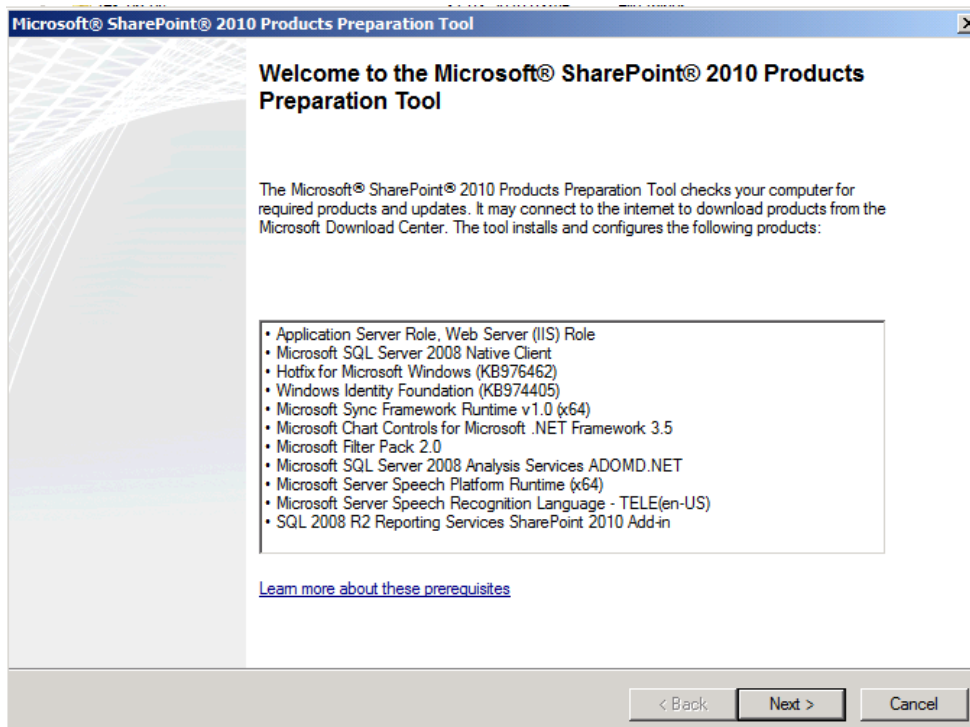 Microsoft® SharePoint® 2010 Products Preparation Tool
Welcome to the Microsoft® SharePoint® 2010 Products
Preparation Tool
The Microsoft® SharePoint® 2010 Products Preparation Tool checks your computer for
required products and updates. It may connect to the internet to download products from the
Microsoft Download Center. The tool installs and configures the following products:
• Application Server Role, Web Server (IIS) Role
• Microsoft SQL Server 2008 Native Client
• Hotfix for Microsoft Windows (KB976462)
• Windows Identity Foundation (KB974405)
• Microsoft Sync Framework Runtime v1.0 (x64)
• Microsoft Chart Controls for Microsoft .NET Framework 3.5
• Microsoft Filter Pack 2.0
• Microsoft SQL Server 2008 Analysis Services ADOMD.NET
• Microsoft Server Speech Platform Runtime (x64)
• Microsoft Server Speech Recognition Language - TELE(en-US)
• SQL 2008 R2 Reporting Services SharePoint 2010 Add-in
Learn more about these prerequisites
< Back Next > Cancel